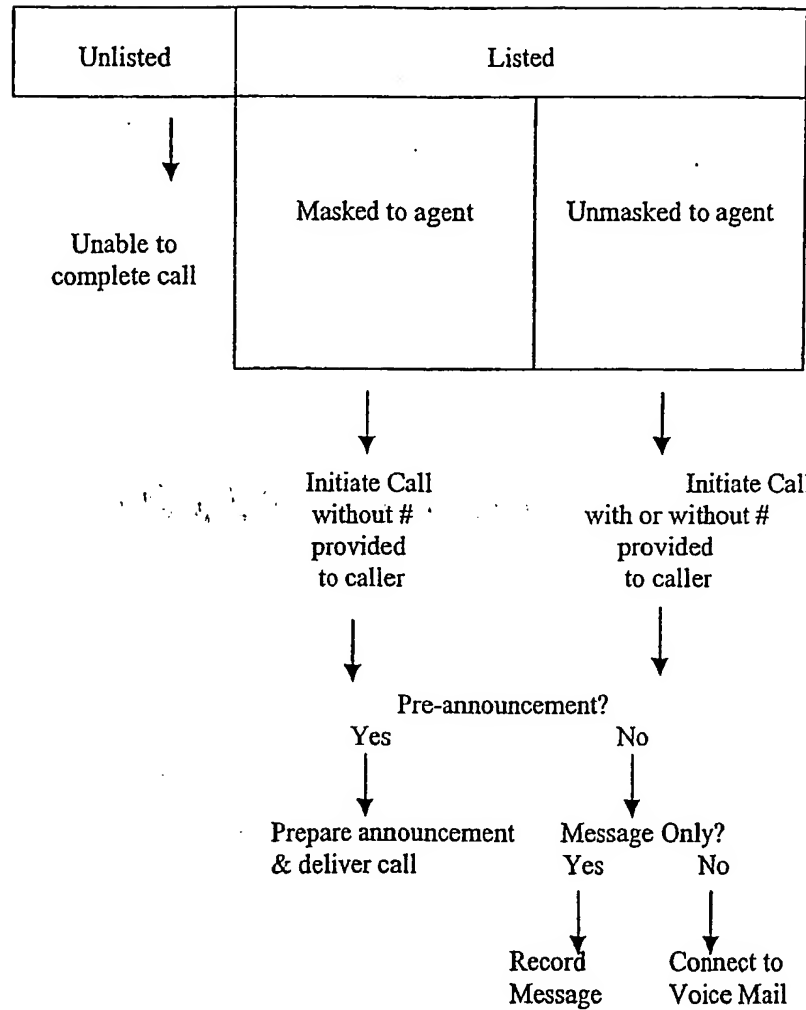 Unlisted
Listed
Masked to agent
Unmasked to agent
Unable to
complete call
Initiate Call
without #
provided
to caller
Initiate Call
with or without #
provided
to caller
Pre-announcement?
Yes
No
Prepare announcement
& deliver call
Message Only?
Yes
No
Record
Message
Connect to
Voice Mail